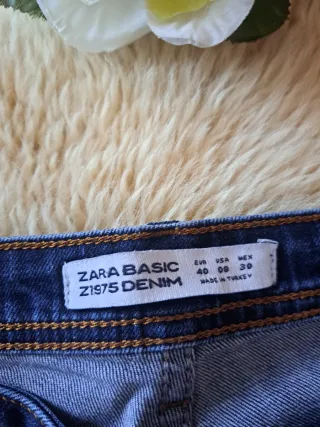 ZARA BASIC
Z1975 DENIM
EUR USA MEX
40 08 30
MADE IN TURKEY